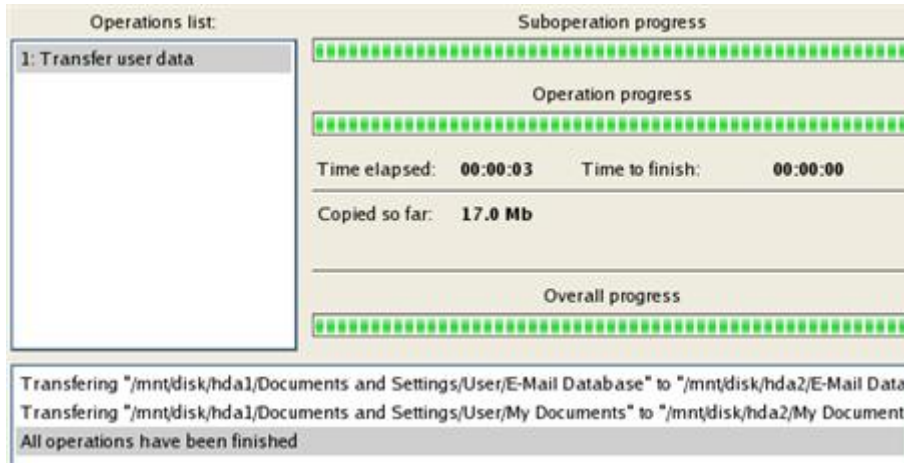 Operations list:
1: Transfer user data
Suboperation progress
Operation progress
Time elapsed: 00:00:03 Time to finish: 00:00:00
Copied so far: 17.0 Mb
Overall progress
Transfering "/mnt/disk/hda1/Documents and Settings/User/E-Mail Database" to "/mnt/disk/hda2/E-Mail Data
Transfering "/mnt/disk/hda1/Documents and Settings/User/My Documents" to "/mnt/disk/hda2/My Document
All operations have been finished